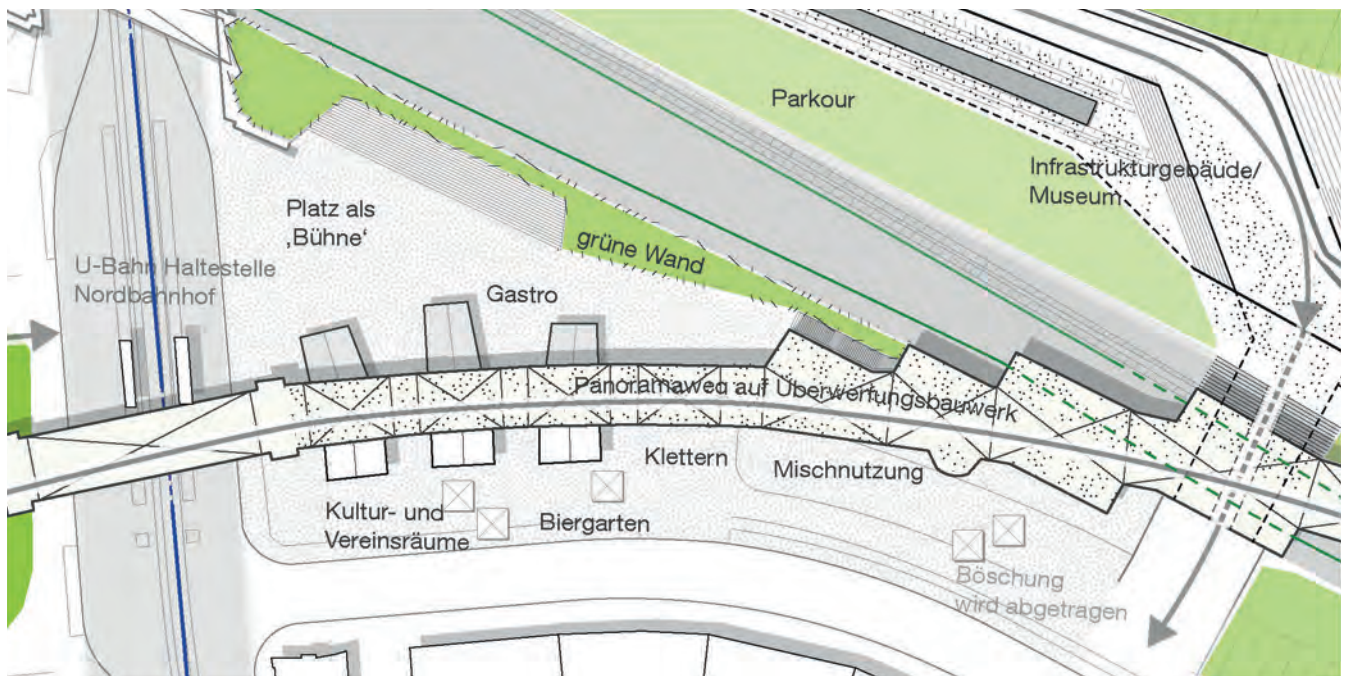 Parkour
Infrastrukturgebäude/
Museum
Platz als
‚Bühne‘
grüne Wand
U-Bahn Haltestelle
Nordbahnhof
Gastro
Panoramaweg auf Überwerfungsbauwerk
Klettern
Mischnutzung
Kultur- und
Vereinsräume
Biergarten
Böschung
wird abgetragen